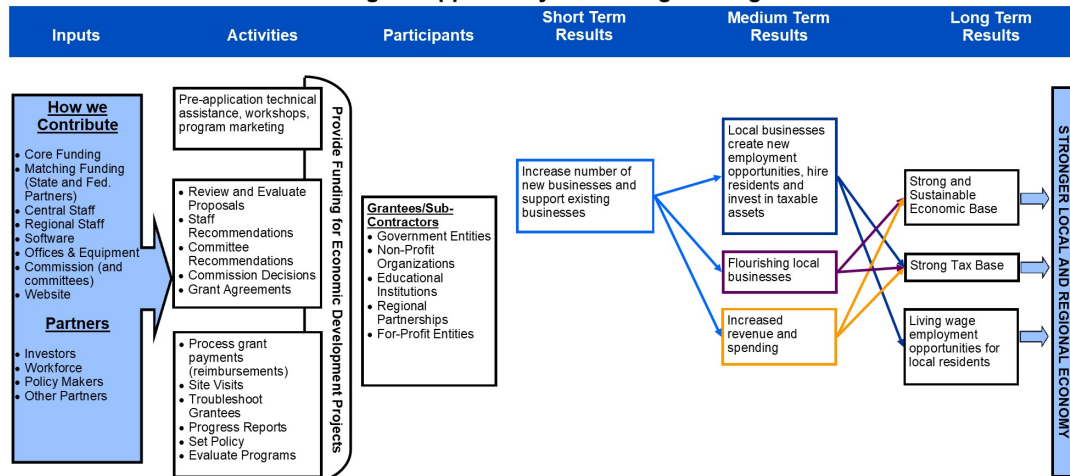 Inputs
Activities
Participants
Short Term
Results
Medium Term
Results
Long Term
Results
How we
Contribute
• Core Funding
• Matching Funding
(State and Fed.
Partners)
• Central Staff
• Regional Staff
• Software
• Offices & Equipment
• Commission (and
committees)
• Website
Partners
• Investors
• Workforce
• Policy Makers
• Other Partners
Pre-application technical
assistance, workshops,
program marketing
• Review and Evaluate
Proposals
• Staff
Recommendations
• Committee
Recommendations
• Commission Decisions
• Grant Agreements
• Process grant
payments
(reimbursements)
• Site Visits
• Troubleshoot
Grantees
• Progress Reports
• Set Policy
• Evaluate Programs
Provide Funding for Economic Development Projects
Grantees/Sub-
Contractors
• Government Entities
• Non-Profit
Organizations
• Educational
Institutions
• Regional
Partnerships
• For-Profit Entities
Increase number of
new businesses and
support existing
businesses
Local businesses
create new
employment
opportunities, hire
residents and
invest in taxable
assets
Flourishing local
businesses
Increased
revenue and
spending
Strong and
Sustainable
Economic Base
Strong Tax Base
Living wage
employment
opportunities for
local residents
STRONGER LOCAL AND REGIONAL ECONOMY